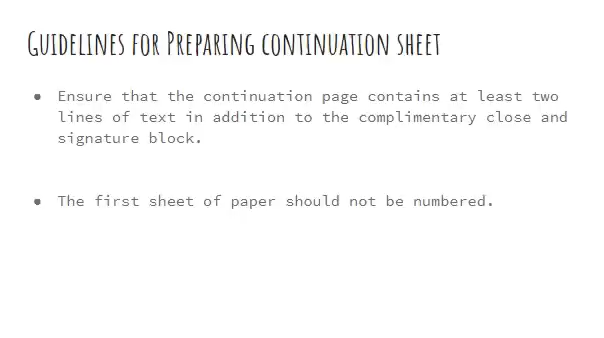 Guidelines for Preparing continuation sheet
● Ensure that the continuation page contains at least two
lines of text in addition to the complimentary close and
signature block.
● The first sheet of paper should not be numbered.